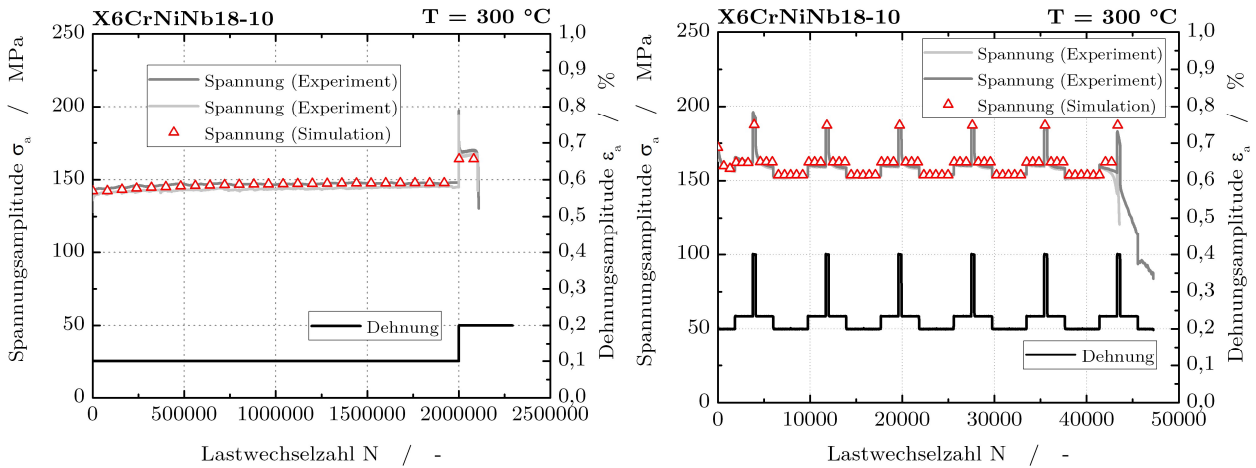 X6CrNiNb18-10 T = 300 °C
250
200
150
100
50
0
Spannungsamplitude σₐ / MPa
1,0
0,9
0,8
0,7
0,6
0,5
0,4
0,3
0,2
0,1
0,0
Dehnungsamplitude εₐ / %
Spannung (Experiment)
Spannung (Experiment)
Spannung (Simulation)
Dehnung
0 500000 1000000 1500000 2000000 2500000
Lastwechselzahl N / -
X6CrNiNb18-10 T = 300 °C
250
200
150
100
50
0
Spannungsamplitude σₐ / MPa
1,0
0,9
0,8
0,7
0,6
0,5
0,4
0,3
0,2
0,1
0,0
Dehnungsamplitude εₐ / %
Spannung (Experiment)
Spannung (Experiment)
Spannung (Simulation)
Dehnung
0 10000 20000 30000 40000 50000
Lastwechselzahl N / -